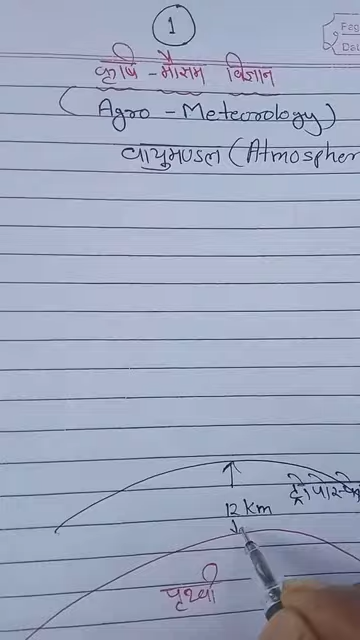 1
कृषि - मौसम विज्ञान
(Agro - Meteorology)
वायुमण्डल (Atmospher
ट्रोपोस्फे
12 km
पृथ्वी